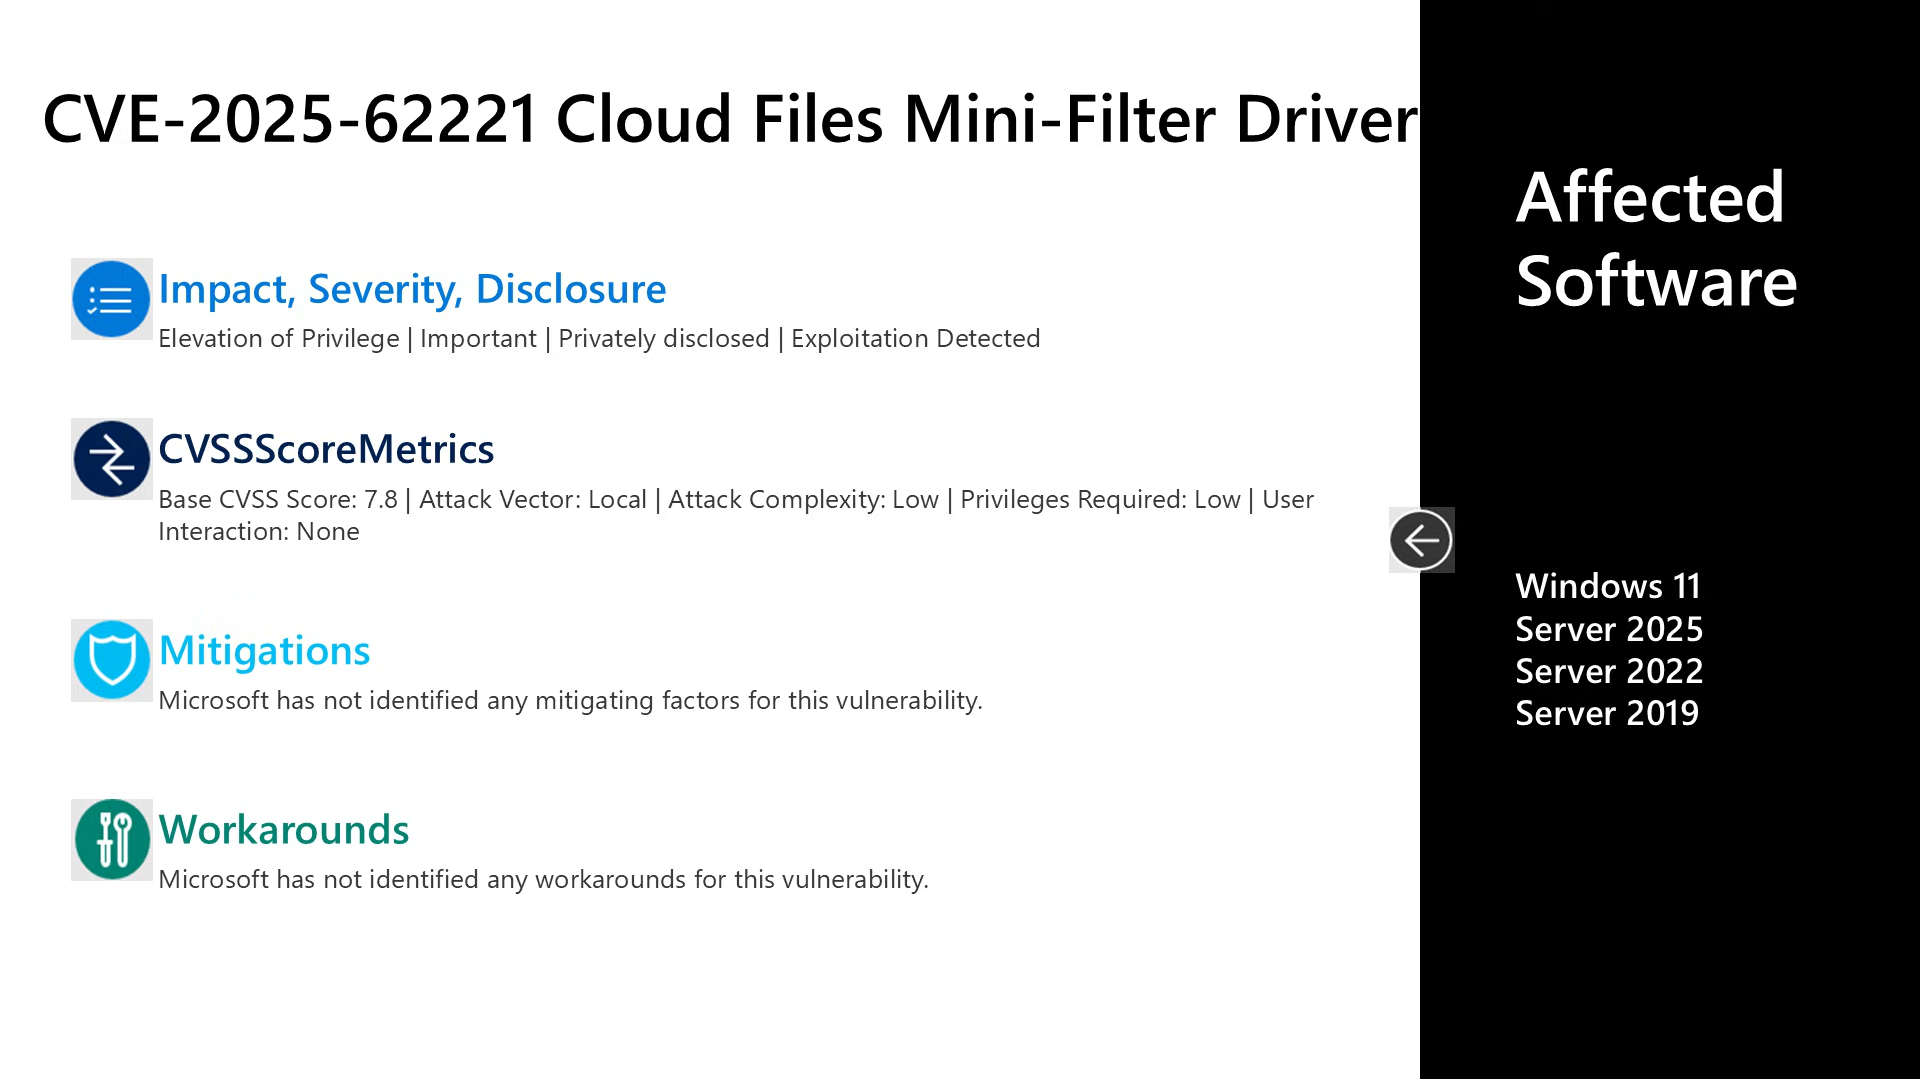 CVE-2025-62221 Cloud Files Mini-Filter Driver
Impact, Severity, Disclosure
Elevation of Privilege | Important | Privately disclosed | Exploitation Detected
CVSSScoreMetrics
Base CVSS Score: 7.8 | Attack Vector: Local | Attack Complexity: Low | Privileges Required: Low | User
Interaction: None
Mitigations
Microsoft has not identified any mitigating factors for this vulnerability.
Workarounds
Microsoft has not identified any workarounds for this vulnerability.
Affected
Software
Windows 11
Server 2025
Server 2022
Server 2019